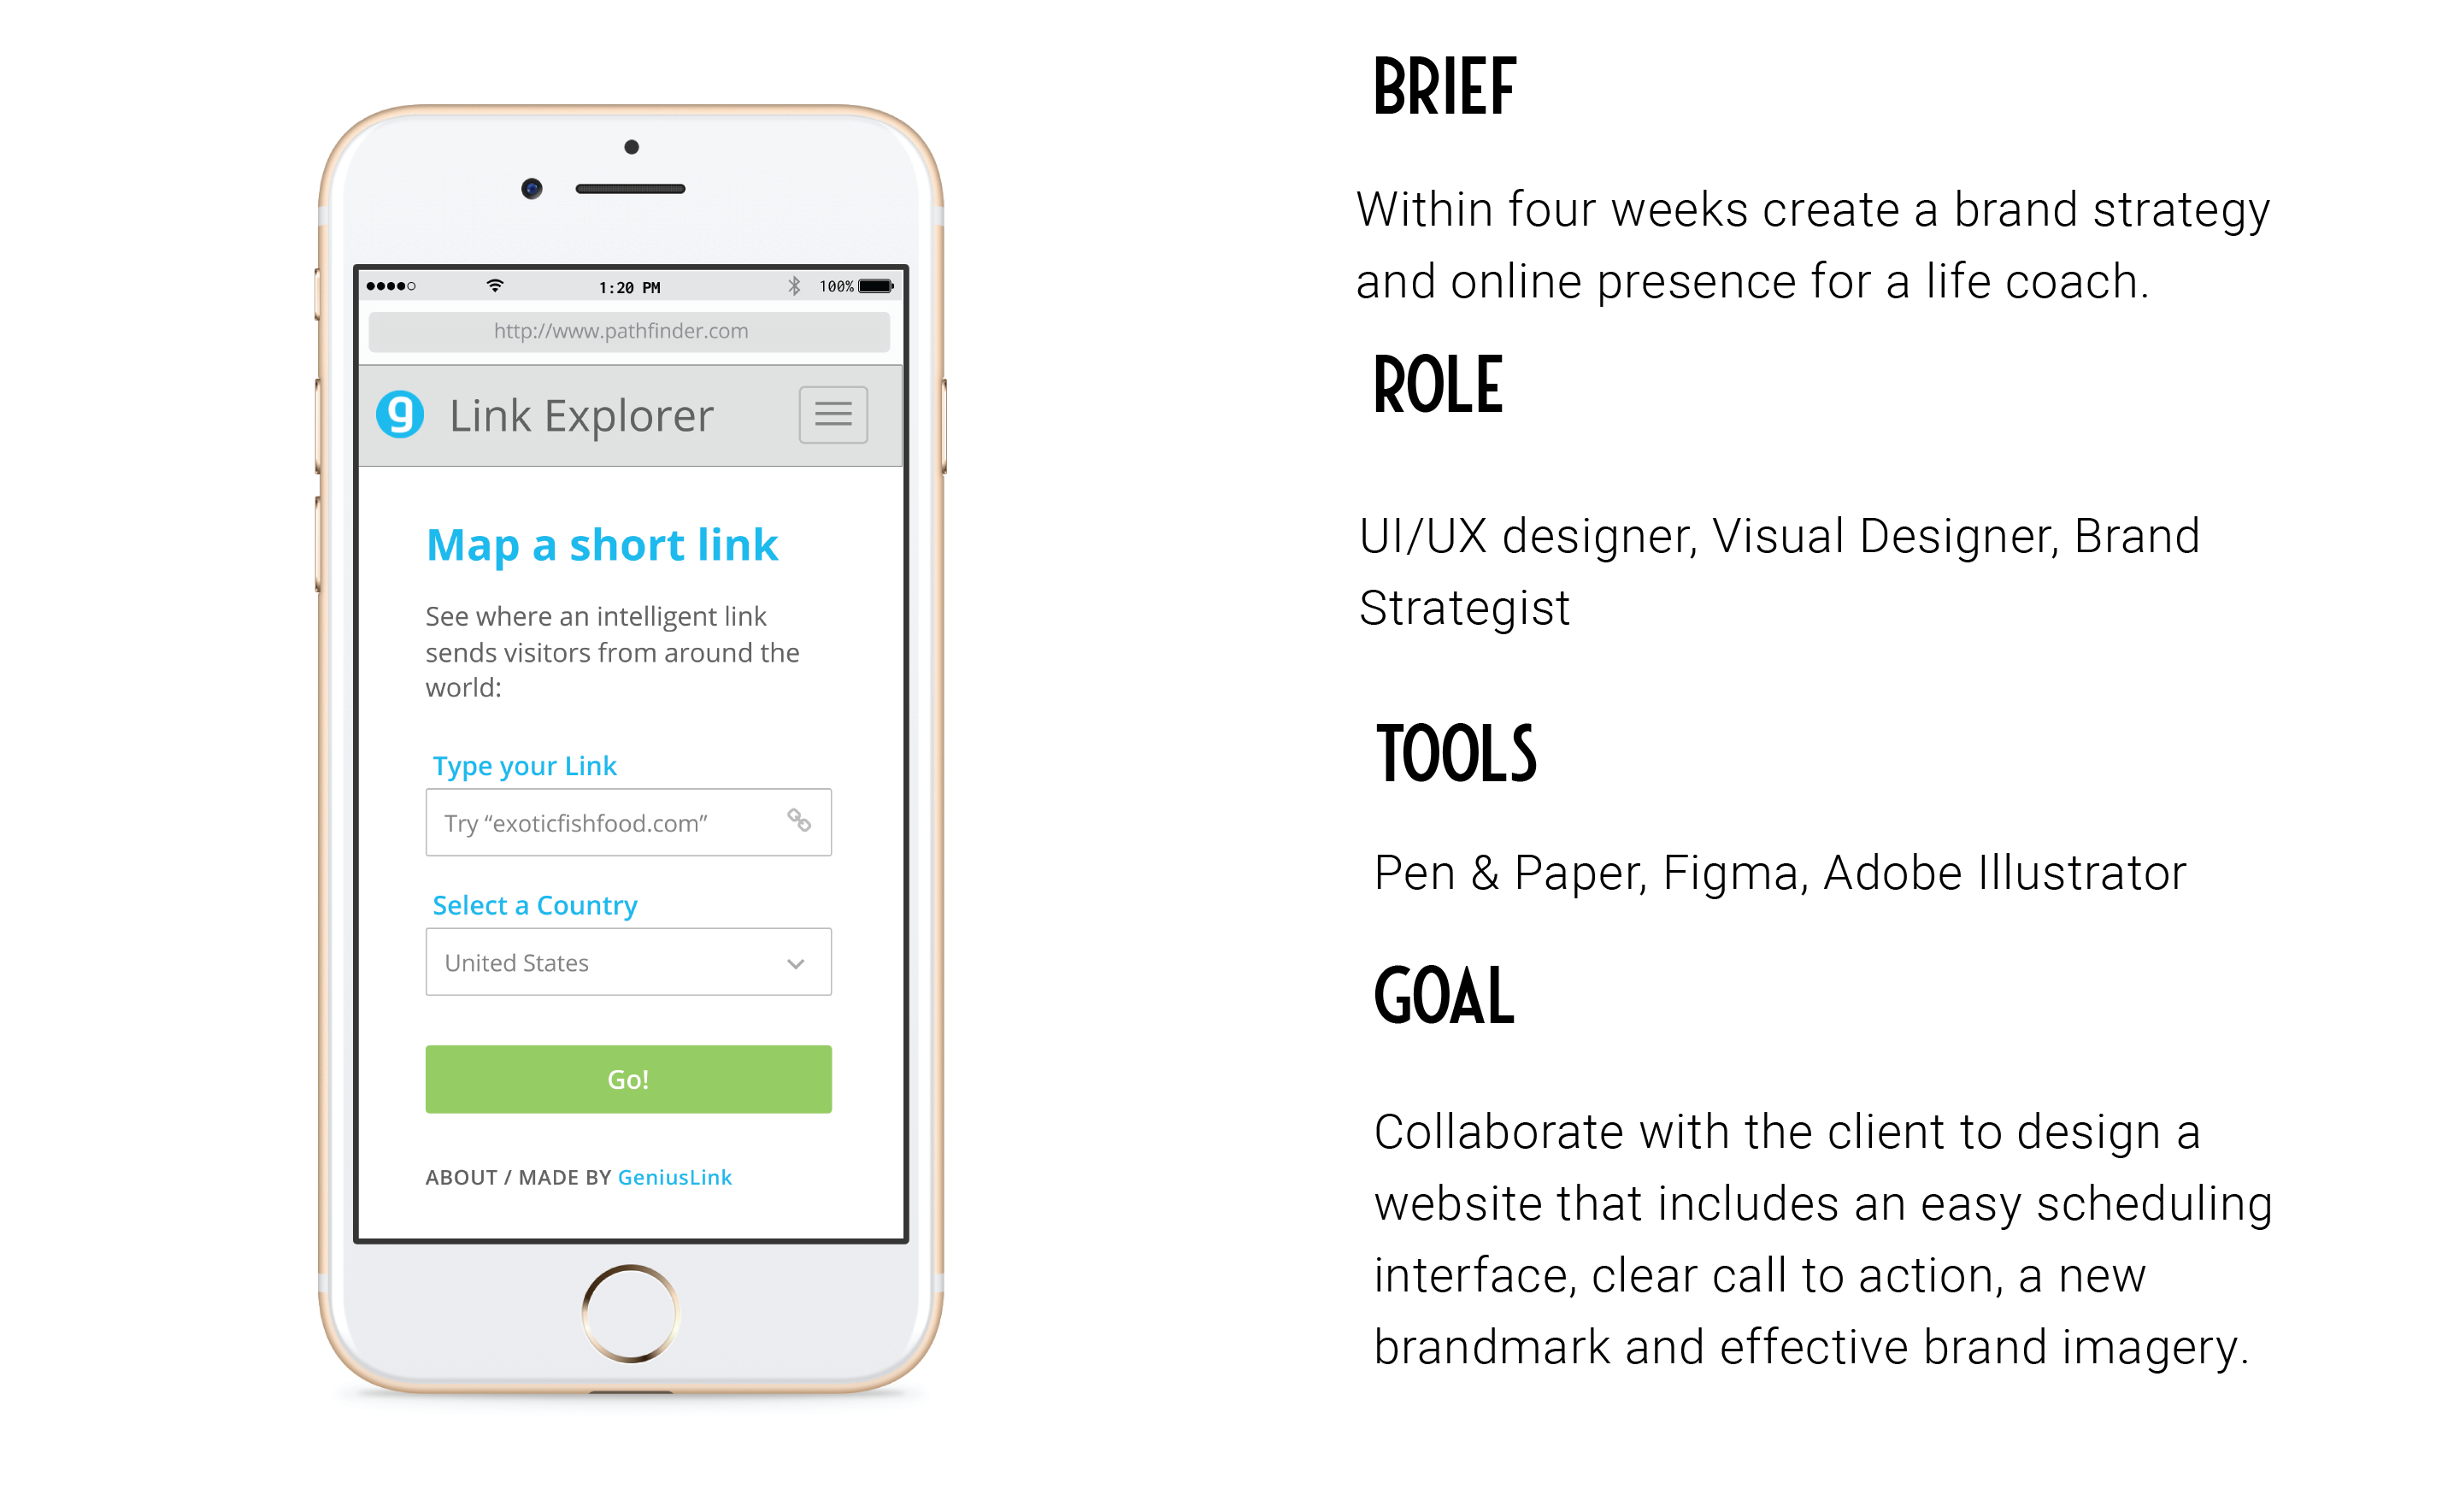 1:20 PM
100%
http://www.pathfinder.com
g Link Explorer
Map a short link
See where an intelligent link
sends visitors from around the
world:
Type your Link
Try “exoticfishfood.com”
Select a Country
United States
Go!
ABOUT / MADE BY GeniusLink
BRIEF
Within four weeks create a brand strategy
and online presence for a life coach.
ROLE
UI/UX designer, Visual Designer, Brand
Strategist
TOOLS
Pen & Paper, Figma, Adobe Illustrator
GOAL
Collaborate with the client to design a
website that includes an easy scheduling
interface, clear call to action, a new
brandmark and effective brand imagery.